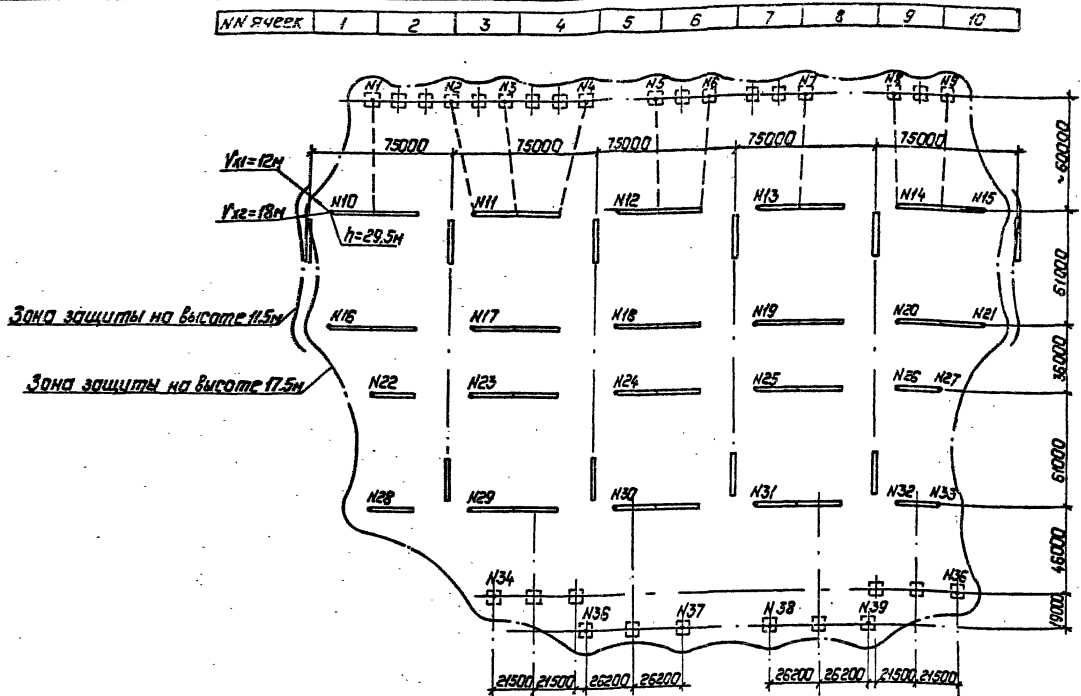 NN ячеек 1 2 3 4 5 6 7 8 9 10
N1 N2 N3 N4 N5 N6 N7 N8 N9
75000 75000 75000 75000 75000
~60000
Vx1=12м
Vx2=18м
h=29,5м
N10 N11 N12 N13 N14 N15
61000
Зона защиты на высоте 11.5м
N16 N17 N18 N19 N20 N21
36000
Зона защиты на высоте 17.5м
N22 N23 N24 N25 N26 N27
61000
N28 N29 N30 N31 N32 N33
46000
N34 N36
N35 N37 N38 N39
19000
21500 21500 26200 26200 26200 26200 21500 21500